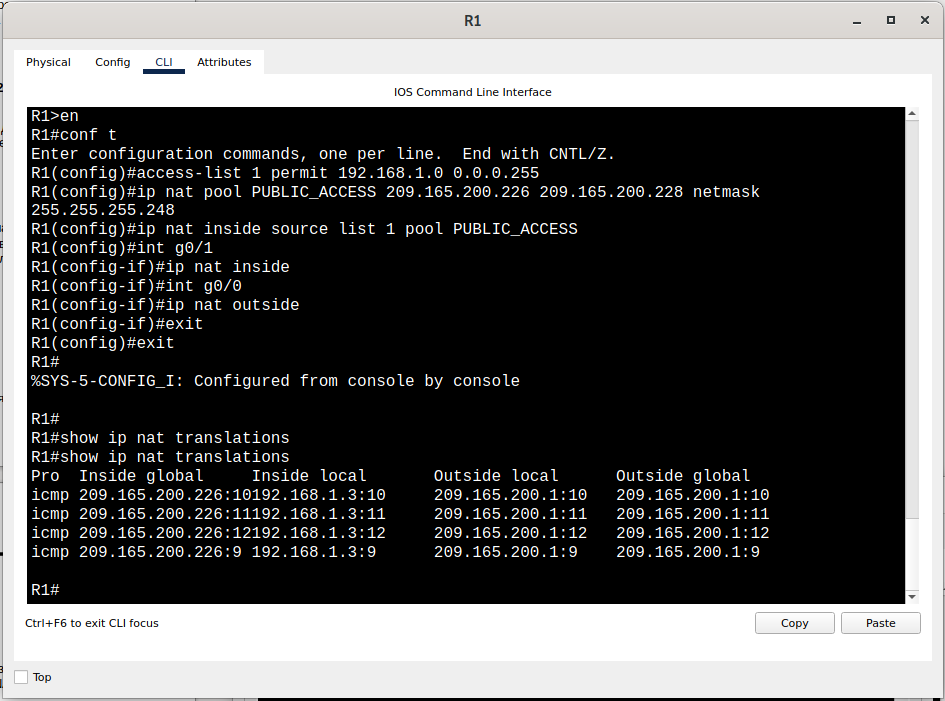 R1
Physical Config CLI Attributes
IOS Command Line Interface
R1>en
R1#conf t
Enter configuration commands, one per line.  End with CNTL/Z.
R1(config)#access-list 1 permit 192.168.1.0 0.0.0.255
R1(config)#ip nat pool PUBLIC_ACCESS 209.165.200.226 209.165.200.228 netmask
255.255.255.248
R1(config)#ip nat inside source list 1 pool PUBLIC_ACCESS
R1(config)#int g0/1
R1(config-if)#ip nat inside
R1(config-if)#int g0/0
R1(config-if)#ip nat outside
R1(config-if)#exit
R1(config)#exit
R1#
%SYS-5-CONFIG_I: Configured from console by console
R1#
R1#show ip nat translations
R1#show ip nat translations
Pro  Inside global     Inside local       Outside local      Outside global
icmp 209.165.200.226:10192.168.1.3:10     209.165.200.1:10   209.165.200.1:10
icmp 209.165.200.226:11192.168.1.3:11     209.165.200.1:11   209.165.200.1:11
icmp 209.165.200.226:12192.168.1.3:12     209.165.200.1:12   209.165.200.1:12
icmp 209.165.200.226:9 192.168.1.3:9      209.165.200.1:9    209.165.200.1:9
R1#
Ctrl+F6 to exit CLI focus
Copy Paste
Top